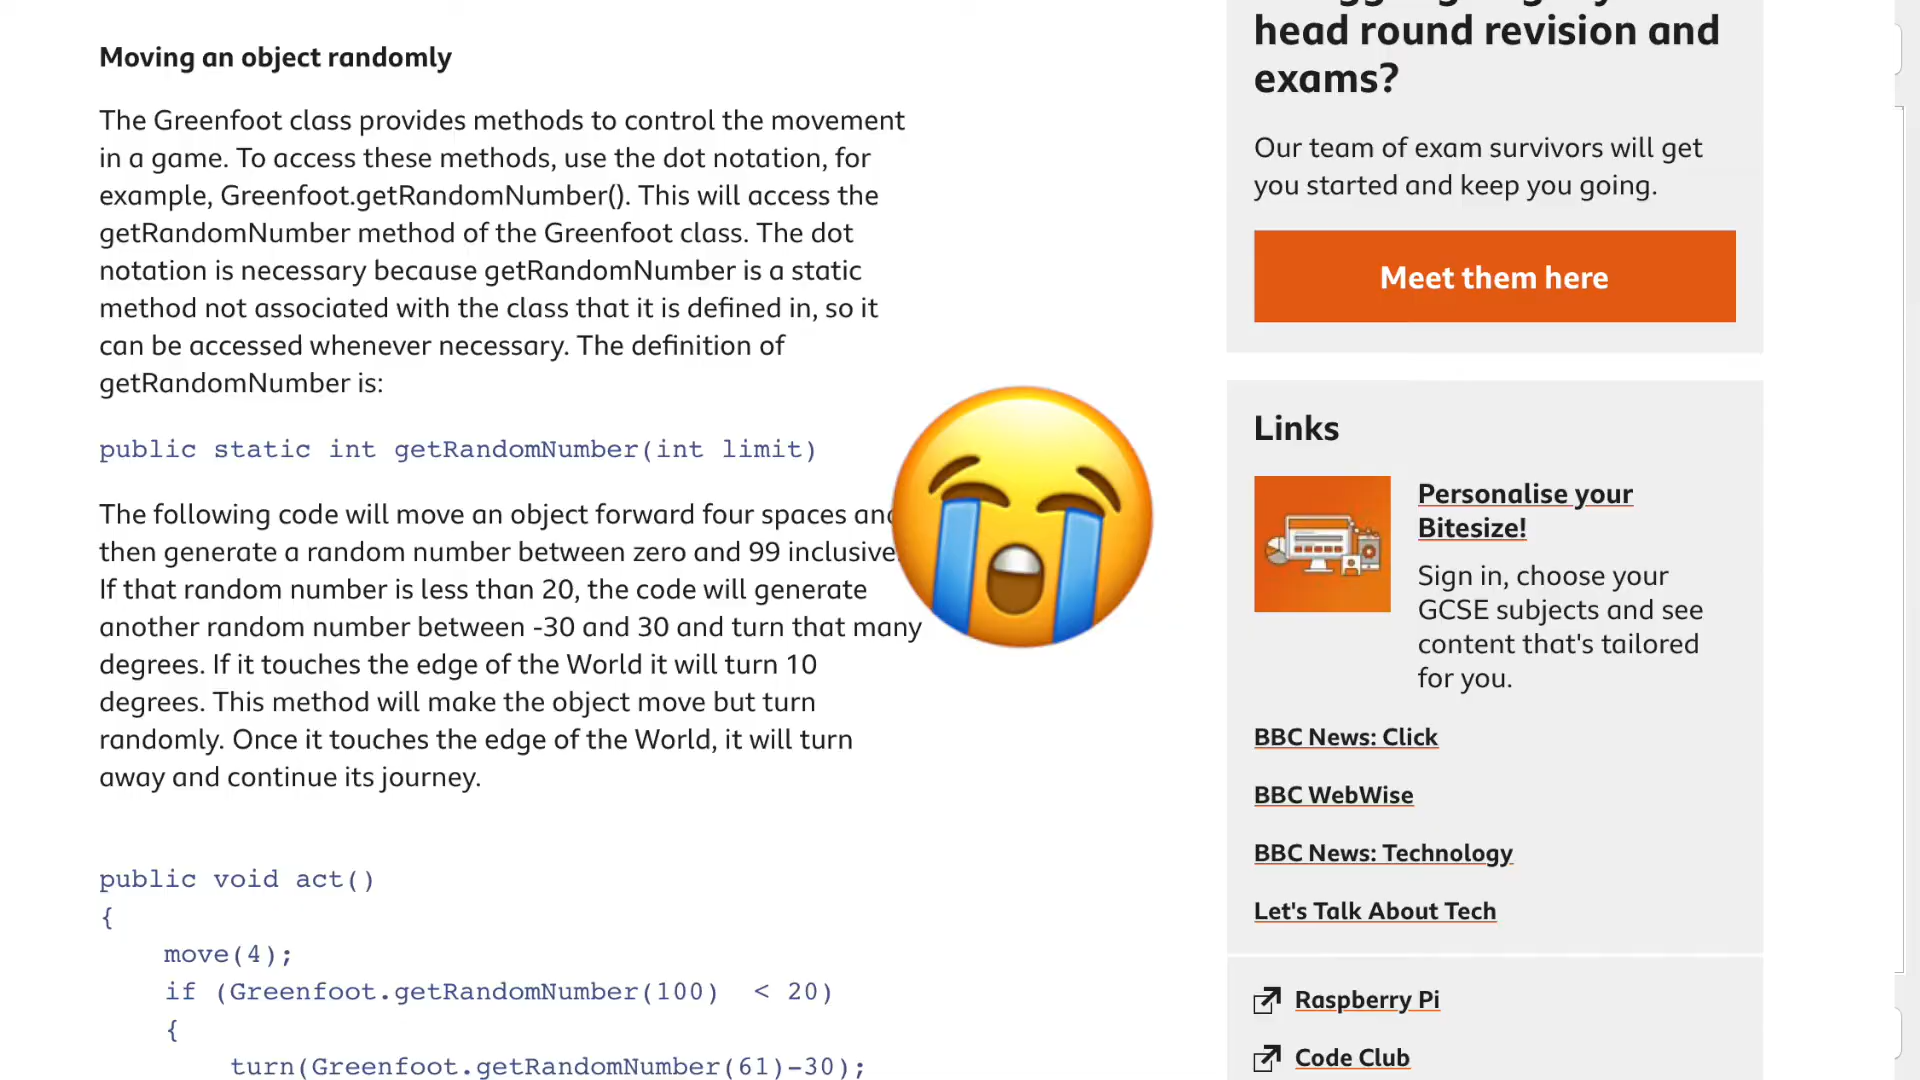 Moving an object randomly
The Greenfoot class provides methods to control the movement
in a game. To access these methods, use the dot notation, for
example, Greenfoot.getRandomNumber(). This will access the
getRandomNumber method of the Greenfoot class. The dot
notation is necessary because getRandomNumber is a static
method not associated with the class that it is defined in, so it
can be accessed whenever necessary. The definition of
getRandomNumber is:
public static int getRandomNumber(int limit)
The following code will move an object forward four spaces and
then generate a random number between zero and 99 inclusive.
If that random number is less than 20, the code will generate
another random number between -30 and 30 and turn that many
degrees. If it touches the edge of the World it will turn 10
degrees. This method will make the object move but turn
randomly. Once it touches the edge of the World, it will turn
away and continue its journey.
public void act()
{
move(4);
if (Greenfoot.getRandomNumber(100) < 20)
{
turn(Greenfoot.getRandomNumber(61)-30);
head round revision and
exams?
Our team of exam survivors will get
you started and keep you going.
Meet them here
Links
Personalise your
Bitesize!
Sign in, choose your
GCSE subjects and see
content that's tailored
for you.
BBC News: Click
BBC WebWise
BBC News: Technology
Let's Talk About Tech
Raspberry Pi
Code Club